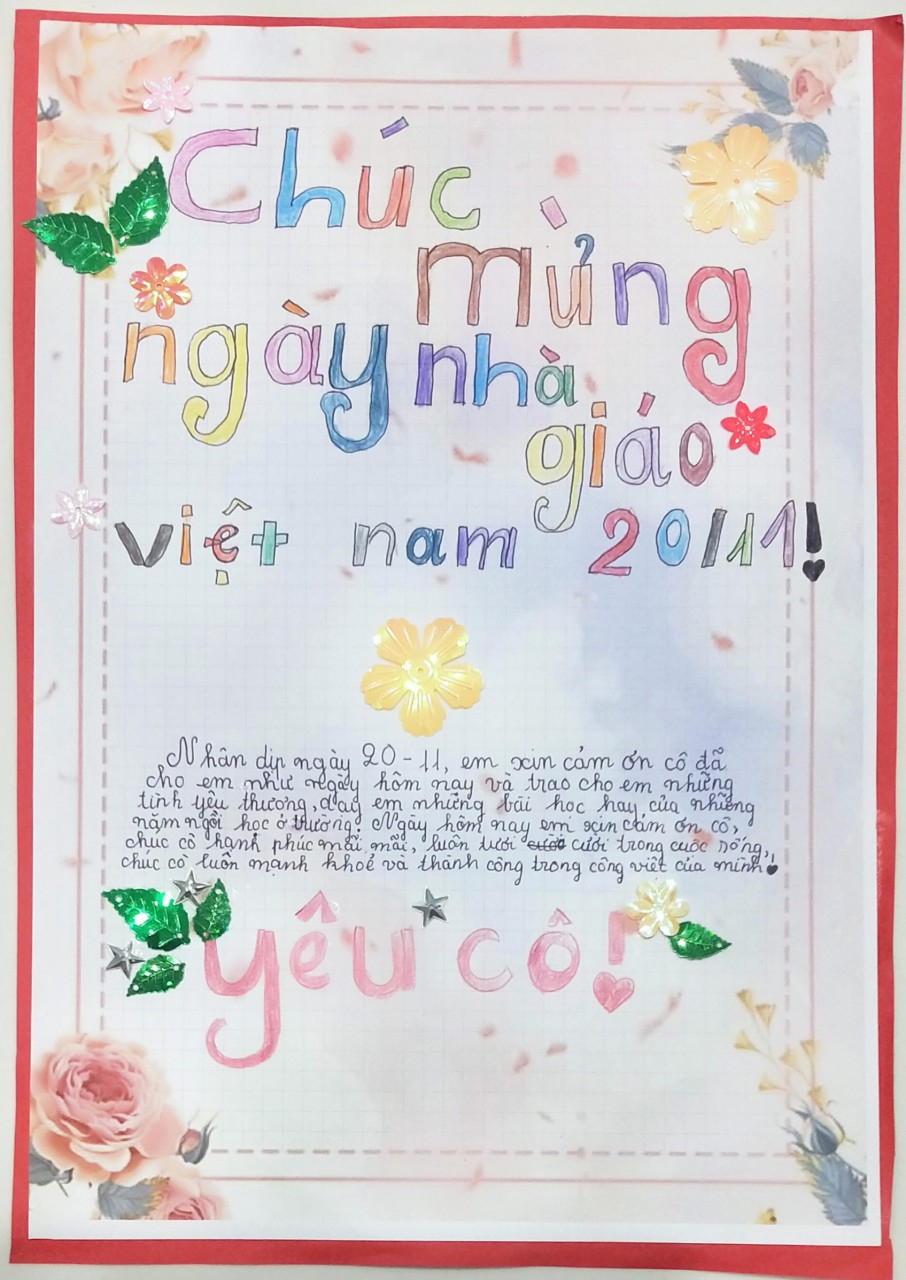 Chúc
mừng
ngày nhà
giáo
việt nam 20/11!
Nhân dịp ngày 20-11, em xin cảm ơn cô đã
cho em như ngày hôm nay và trao cho em những
tình yêu thương, dạy em những bài học hay của những
năm ngồi học ở trường. Ngày hôm nay em xin cảm ơn cô,
chúc cô hạnh phúc mãi mãi, luôn tươi cười trong cuộc sống,
chúc cô luôn mạnh khoẻ và thành công trong công việt của mình!
yêu cô!